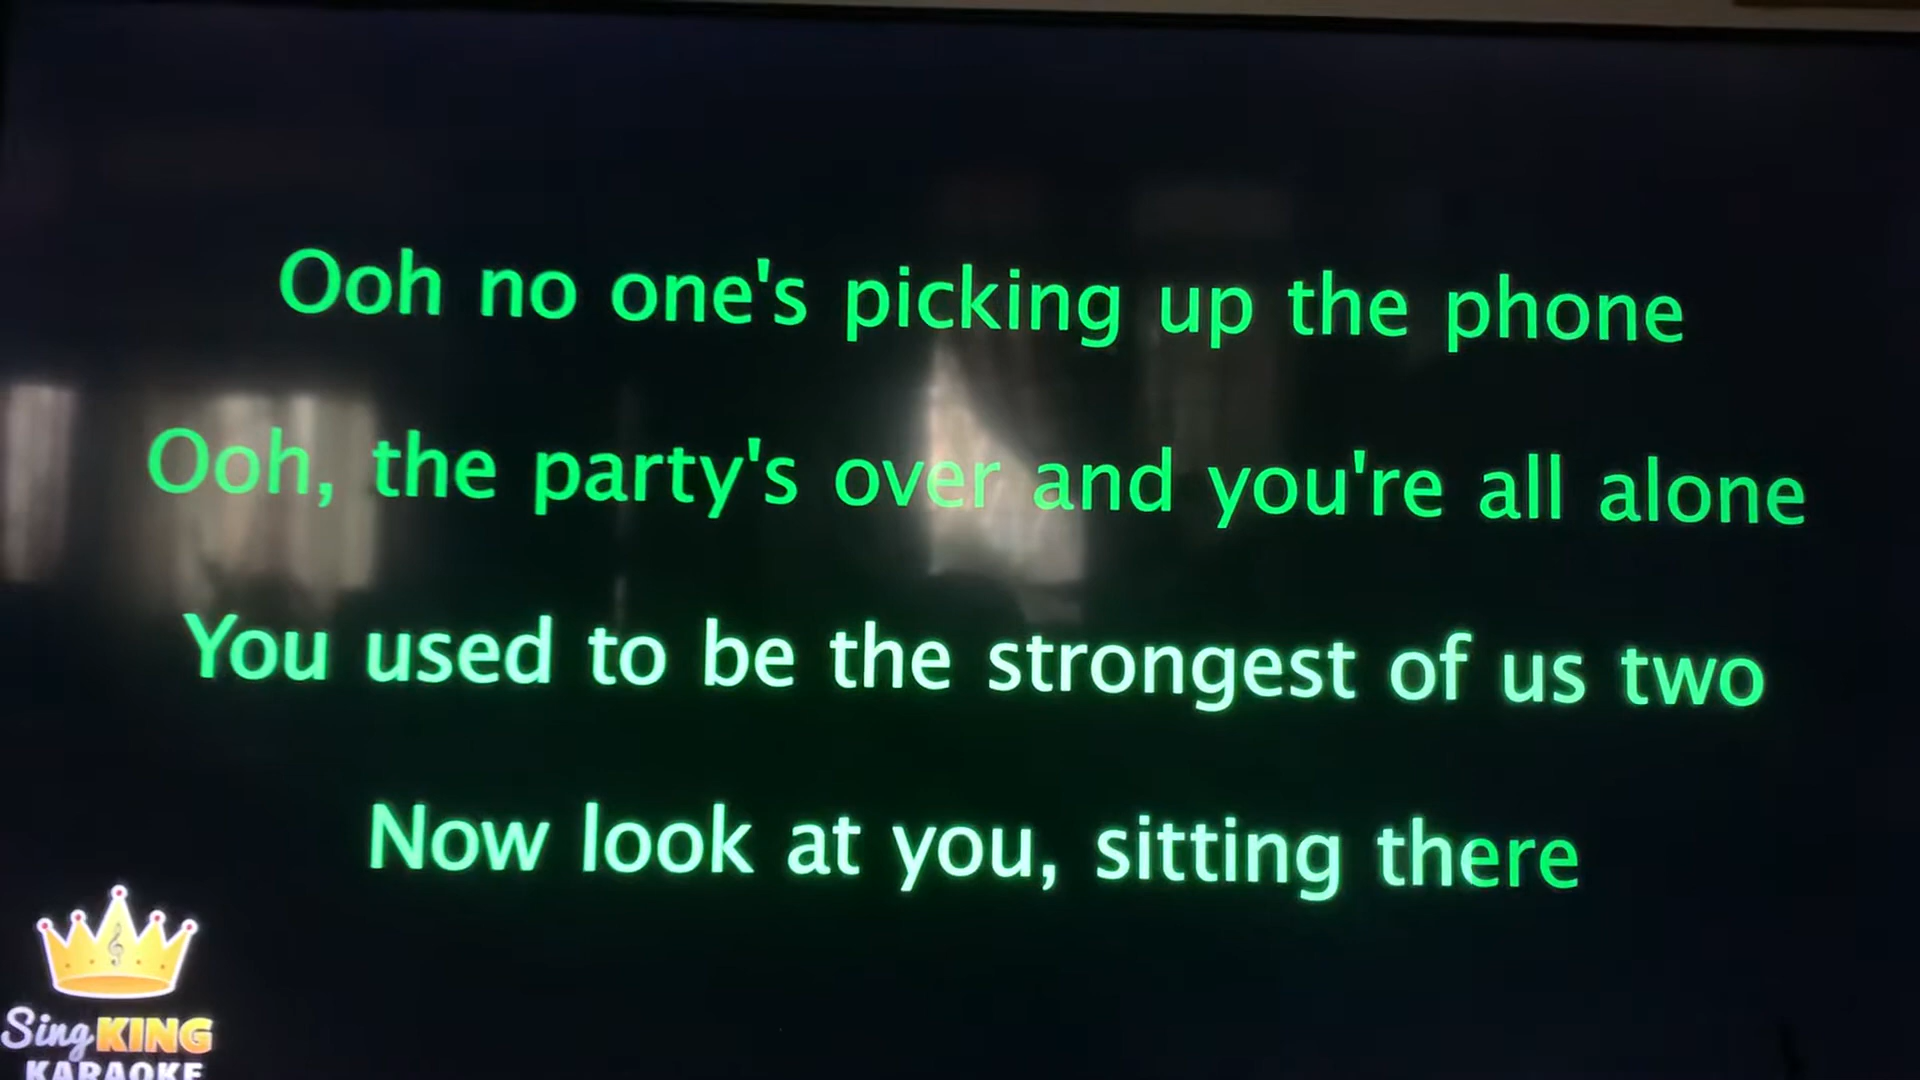 Ooh no one's picking up the phone
Ooh, the party's over and you're all alone
You used to be the strongest of us two
Now look at you, sitting there
Sing KING
KARAOKE